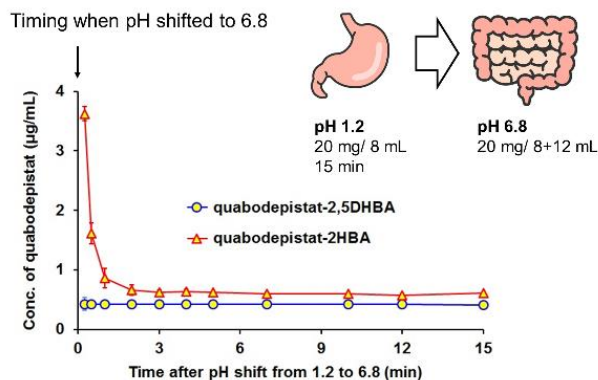 Timing when pH shifted to 6.8
pH 1.2
20 mg/ 8 mL
15 min
pH 6.8
20 mg/ 8+12 mL
Conc. of quabodepistat (µg/mL)
4
3
2
1
0
quabodepistat-2,5DHBA
quabodepistat-2HBA
0 3 6 9 12 15
Time after pH shift from 1.2 to 6.8 (min)